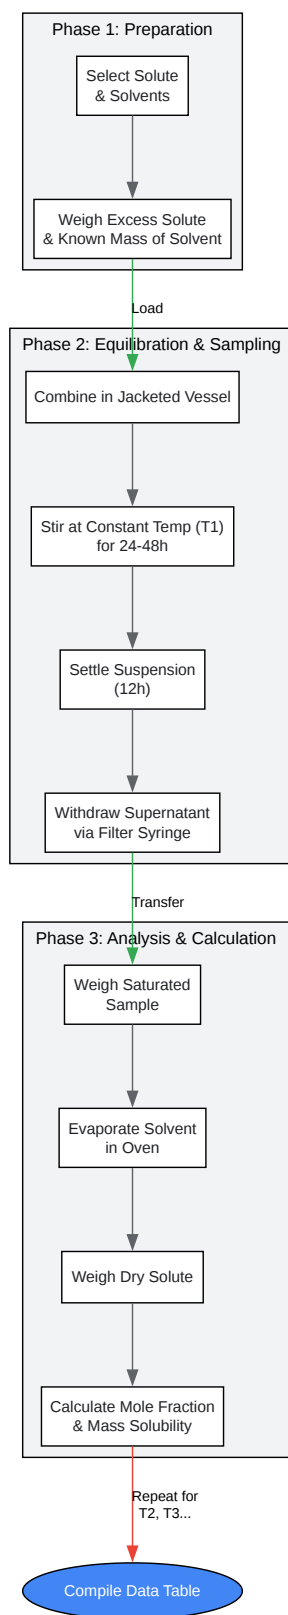 Phase 1: Preparation
Select Solute
& Solvents
Weigh Excess Solute
& Known Mass of Solvent
Load
Phase 2: Equilibration & Sampling
Combine in Jacketed Vessel
Stir at Constant Temp (T1)
for 24-48h
Settle Suspension
(12h)
Withdraw Supernatant
via Filter Syringe
Transfer
Phase 3: Analysis & Calculation
Weigh Saturated
Sample
Evaporate Solvent
in Oven
Weigh Dry Solute
Calculate Mole Fraction
& Mass Solubility
Repeat for
T2, T3...
Compile Data Table